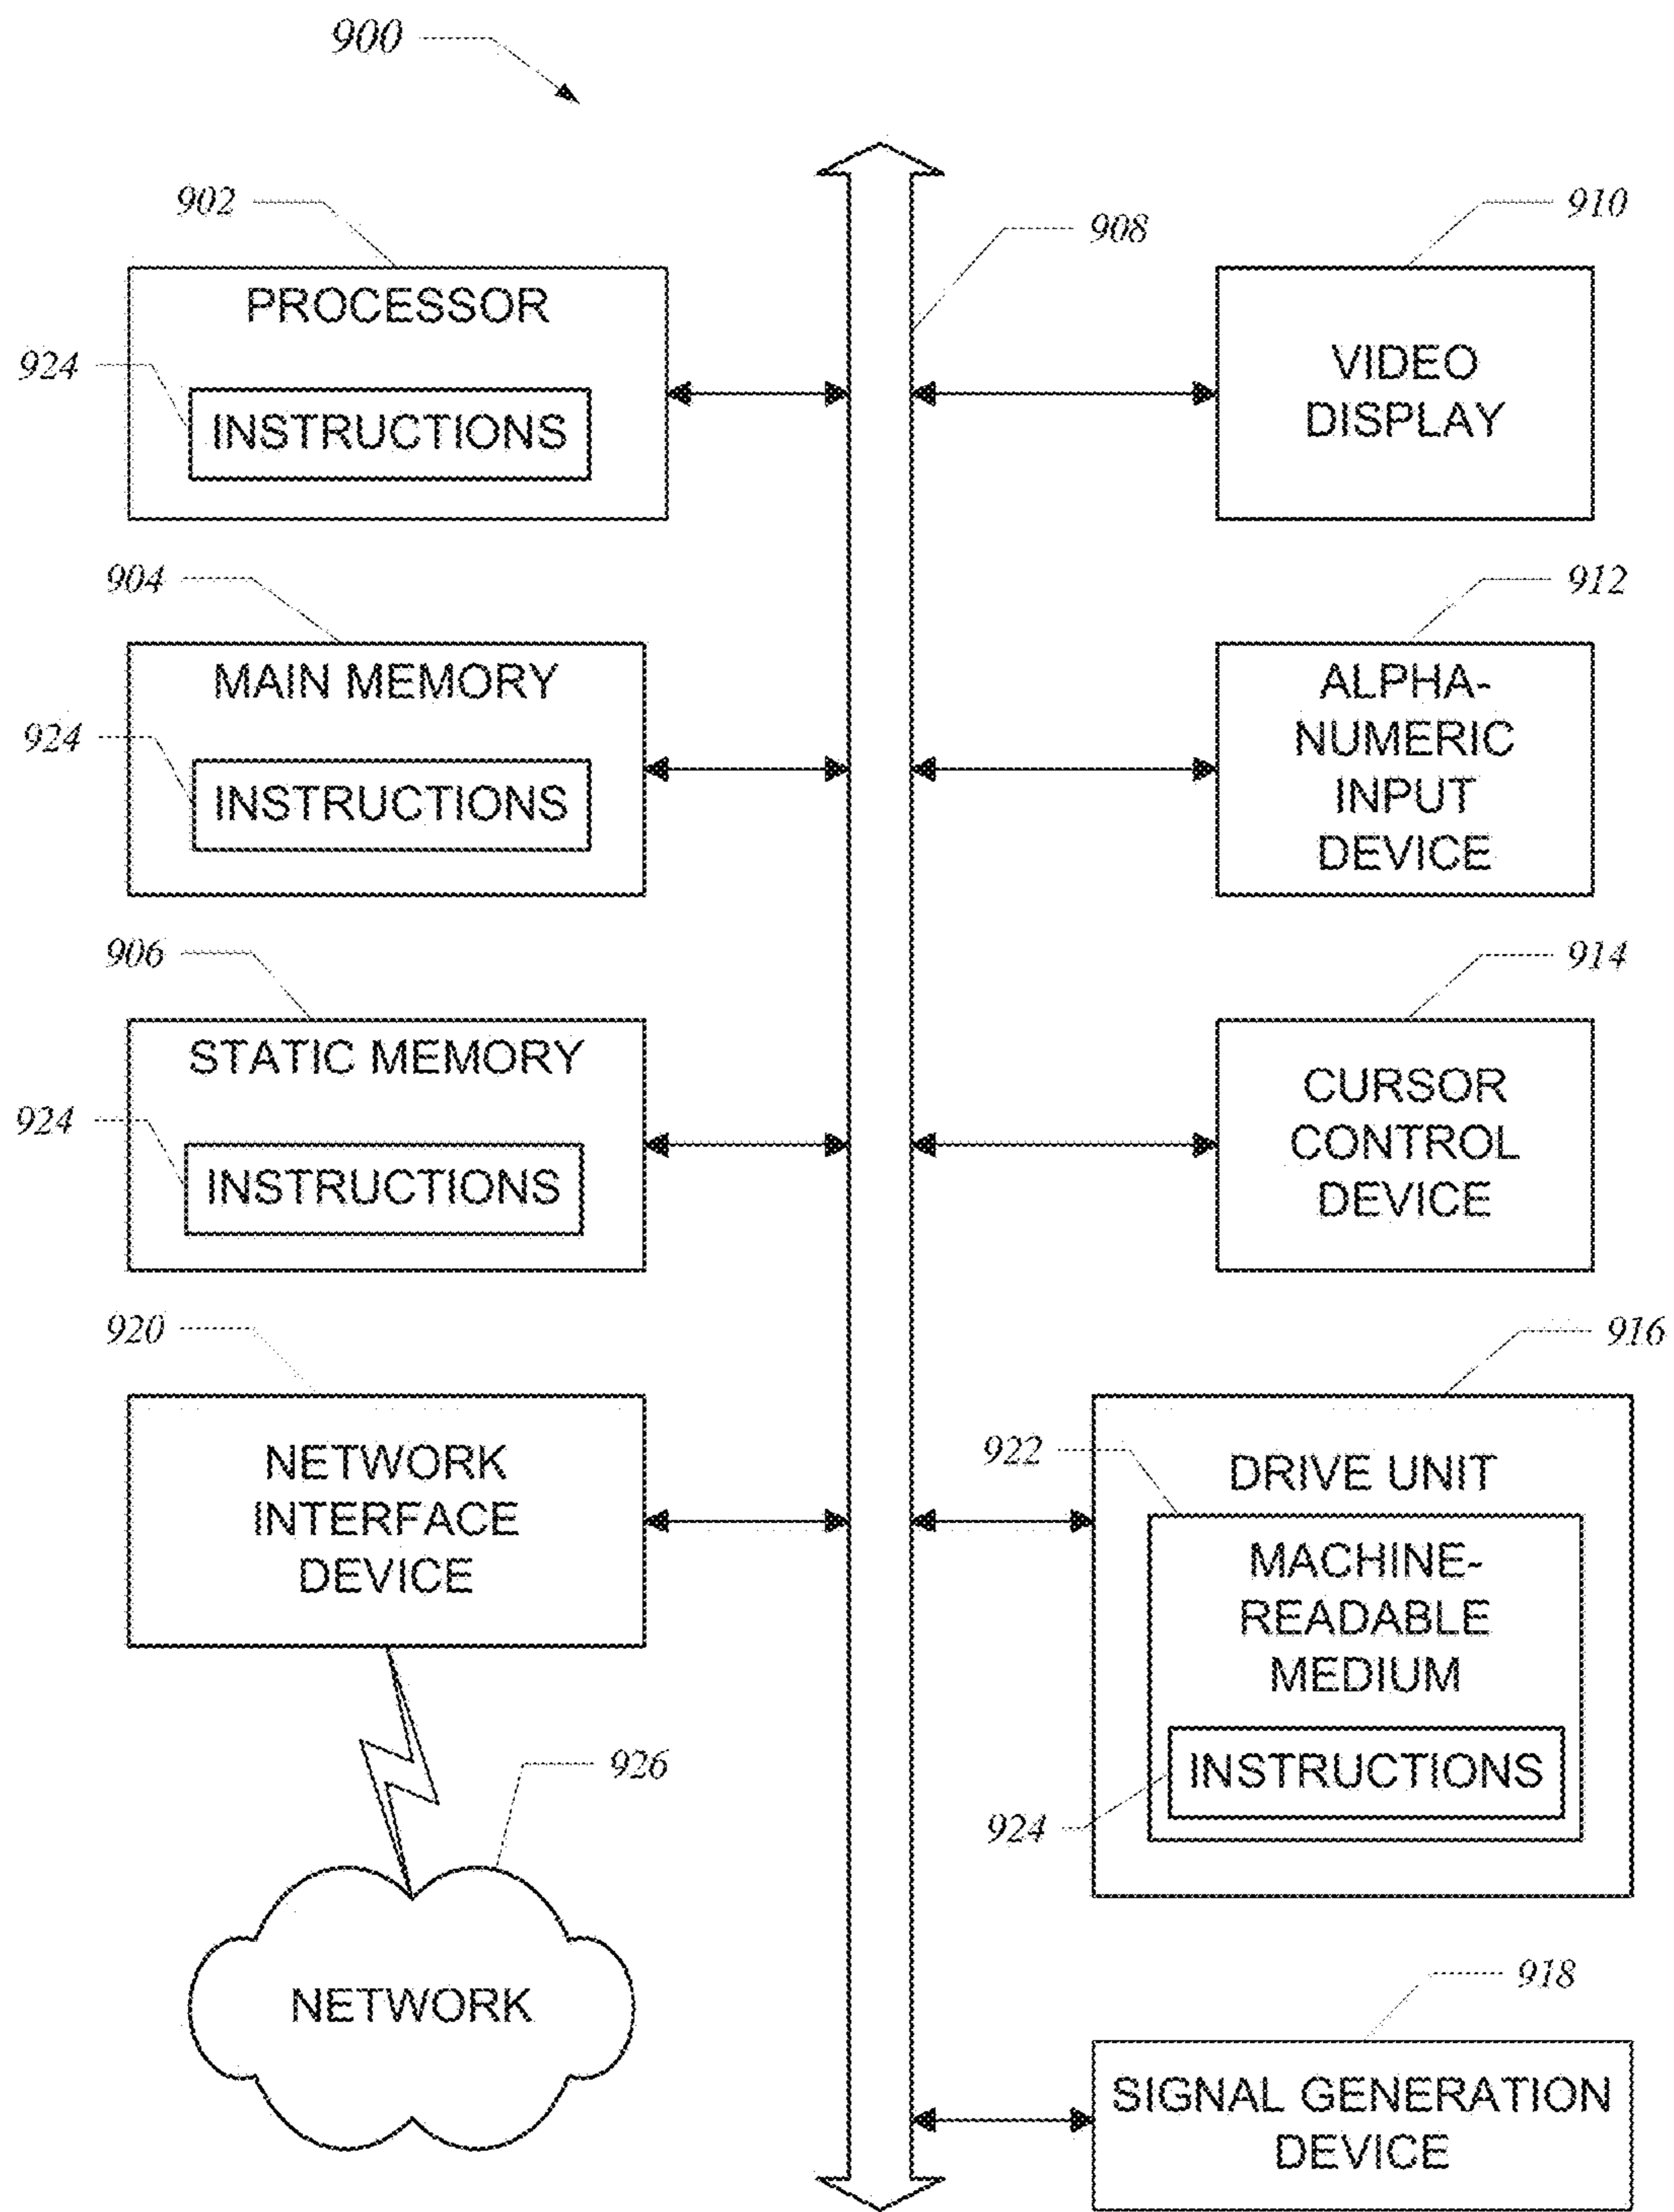 900
902
PROCESSOR
924
INSTRUCTIONS
908
910
VIDEO
DISPLAY
904
MAIN MEMORY
924
INSTRUCTIONS
912
ALPHA-
NUMERIC
INPUT
DEVICE
906
STATIC MEMORY
924
INSTRUCTIONS
914
CURSOR
CONTROL
DEVICE
920
NETWORK
INTERFACE
DEVICE
916
922
DRIVE UNIT
MACHINE-
READABLE
MEDIUM
INSTRUCTIONS
924
926
NETWORK
918
SIGNAL GENERATION
DEVICE